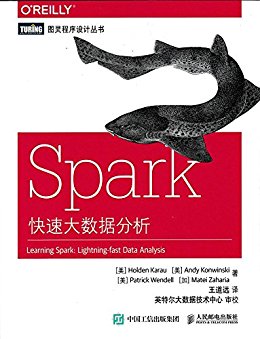 O'REILLY®
TURING 图灵程序设计丛书
Spark
快速大数据分析
Learning Spark: Lightning-fast Data Analysis
[美] Holden Karau [美] Andy Konwinski
[美] Patrick Wendell [加] Matei Zaharia 著
王道远 译
英特尔大数据技术中心 审校
中国工信出版集团 人民邮电出版社
POSTS & TELECOM PRESS